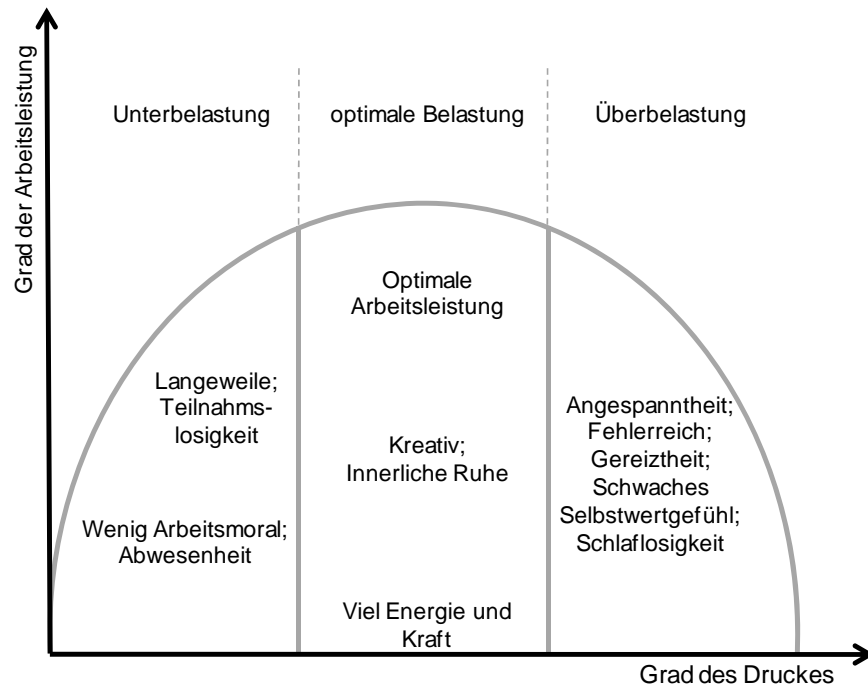 Grad der Arbeitsleistung
Unterbelastung
optimale Belastung
Überbelastung
Optimale
Arbeitsleistung
Langeweile;
Teilnahms-
losigkeit
Wenig Arbeitsmoral;
Abwesenheit
Kreativ;
Innerliche Ruhe
Viel Energie und
Kraft
Angespanntheit;
Fehlerreich;
Gereiztheit;
Schwaches
Selbstwertgefühl;
Schlaflosigkeit
Grad des Druckes